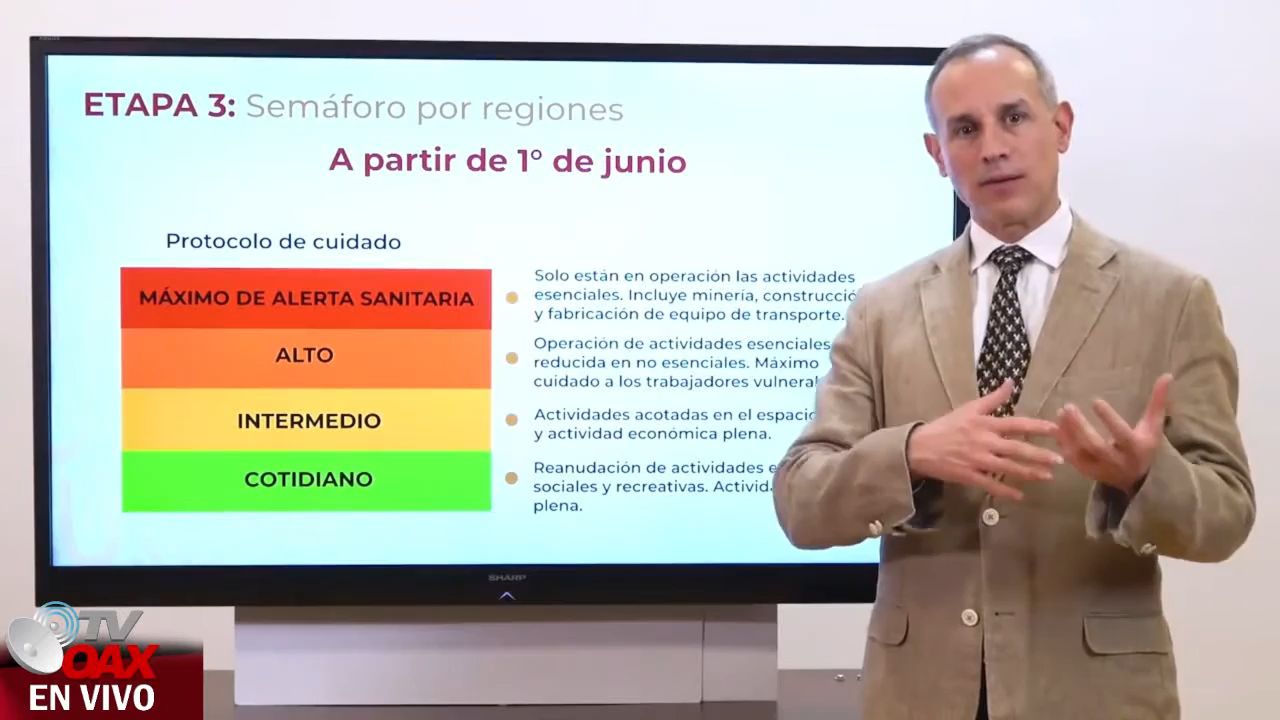 ETAPA 3: Semáforo por regiones
A partir de 1° de junio
Protocolo de cuidado
MÁXIMO DE ALERTA SANITARIA
Solo están en operación las actividades
esenciales. Incluye minería,
y fabricación de equipo de transporte.
ALTO
Operación de actividades esenciales
reducida en no esenciales. Máximo
cuidado a los trabajadores
INTERMEDIO
Actividades acotadas en el
y actividad económica plena.
COTIDIANO
Reanudación de actividades
sociales y recreativas.
plena.
SHARP
TV
OAX
EN VIVO